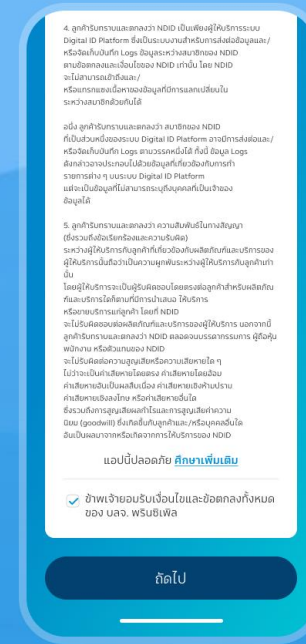 4. ลูกค้ารับทราบและตกลงว่า NDID เป็นเพียงผู้ให้บริการระบบ
Digital ID Platform ซึ่งเป็นระบบงานสำหรับการส่งต่อข้อมูลและ/
หรือจัดเก็บบันทึก Logs ข้อมูลระหว่างสมาชิกของ NDID
ตามข้อตกลงและเงื่อนไขของ NDID เท่านั้น โดย NDID
จะไม่สามารถเข้าถึงและ/
หรือแทรกแซงเนื้อหาของข้อมูลที่มีการแลกเปลี่ยนใน
ระหว่างสมาชิกด้วยกันได้
อนึ่ง ลูกค้ารับทราบและตกลงว่า สมาชิกของ NDID
ที่เป็นส่วนหนึ่งของระบบ Digital ID Platform อาจมีการส่งต่อและ/
หรือจัดเก็บบันทึก Logs ตามวรรคหนึ่งได้ ทั้งนี้ ข้อมูล Logs
ดังกล่าวอาจประกอบไปด้วยข้อมูลที่เกี่ยวข้องกับการทำ
รายการต่าง ๆ บนระบบ Digital ID Platform
แต่จะเป็นข้อมูลที่ไม่สามารถระบุถึงบุคคลที่เป็นเจ้าของ
ข้อมูลได้
5. ลูกค้ารับทราบและตกลงว่า ความสัมพันธ์ในทางสัญญา
(ซึ่งรวมถึงข้อเรียกร้องและความรับผิด)
ระหว่างผู้ให้บริการกับลูกค้าที่เกี่ยวข้องกับผลิตภัณฑ์และบริการของ
ผู้ให้บริการนั้นถือว่าเป็นความผูกพันระหว่างผู้ให้บริการกับลูกค้าเท่า
นั้น
โดยผู้ให้บริการจะเป็นผู้รับผิดชอบโดยตรงต่อลูกค้าสำหรับผลิตภัณ
ฑ์และบริการใดก็ตามที่มีการนำเสนอ ให้บริการ
หรือขายบริการแก่ลูกค้า โดยที่ NDID
จะไม่รับผิดชอบต่อผลิตภัณฑ์และบริการของผู้ให้บริการ นอกจากนี้
ลูกค้ารับทราบและตกลงว่า NDID ตลอดจนบรรดากรรมการ ผู้ถือหุ้น
พนักงาน หรือตัวแทนของ NDID
จะไม่รับผิดต่อความสูญเสียหรือความเสียหายใด ๆ
ไม่ว่าจะเป็นค่าเสียหายโดยตรง ค่าเสียหายโดยอ้อม
ค่าเสียหายอันเป็นผลสืบเนื่อง ค่าเสียหายเชิงห้ามปราม
ค่าเสียหายเชิงลงโทษ หรือค่าเสียหายอื่นใด
ซึ่งรวมถึงการสูญเสียผลกำไรและการสูญเสียค่าความ
นิยม (goodwill) ซึ่งเกิดขึ้นกับลูกค้าและ/หรือบุคคลอื่นใด
อันเป็นผลมาจากหรือเกิดจากการให้บริการของ NDID
แอปนี้ปลอดภัย ศึกษาเพิ่มเติม
ข้าพเจ้ายอมรับเงื่อนไขและข้อตกลงทั้งหมด
ของ บลจ. พรินซิเพิล
ถัดไป